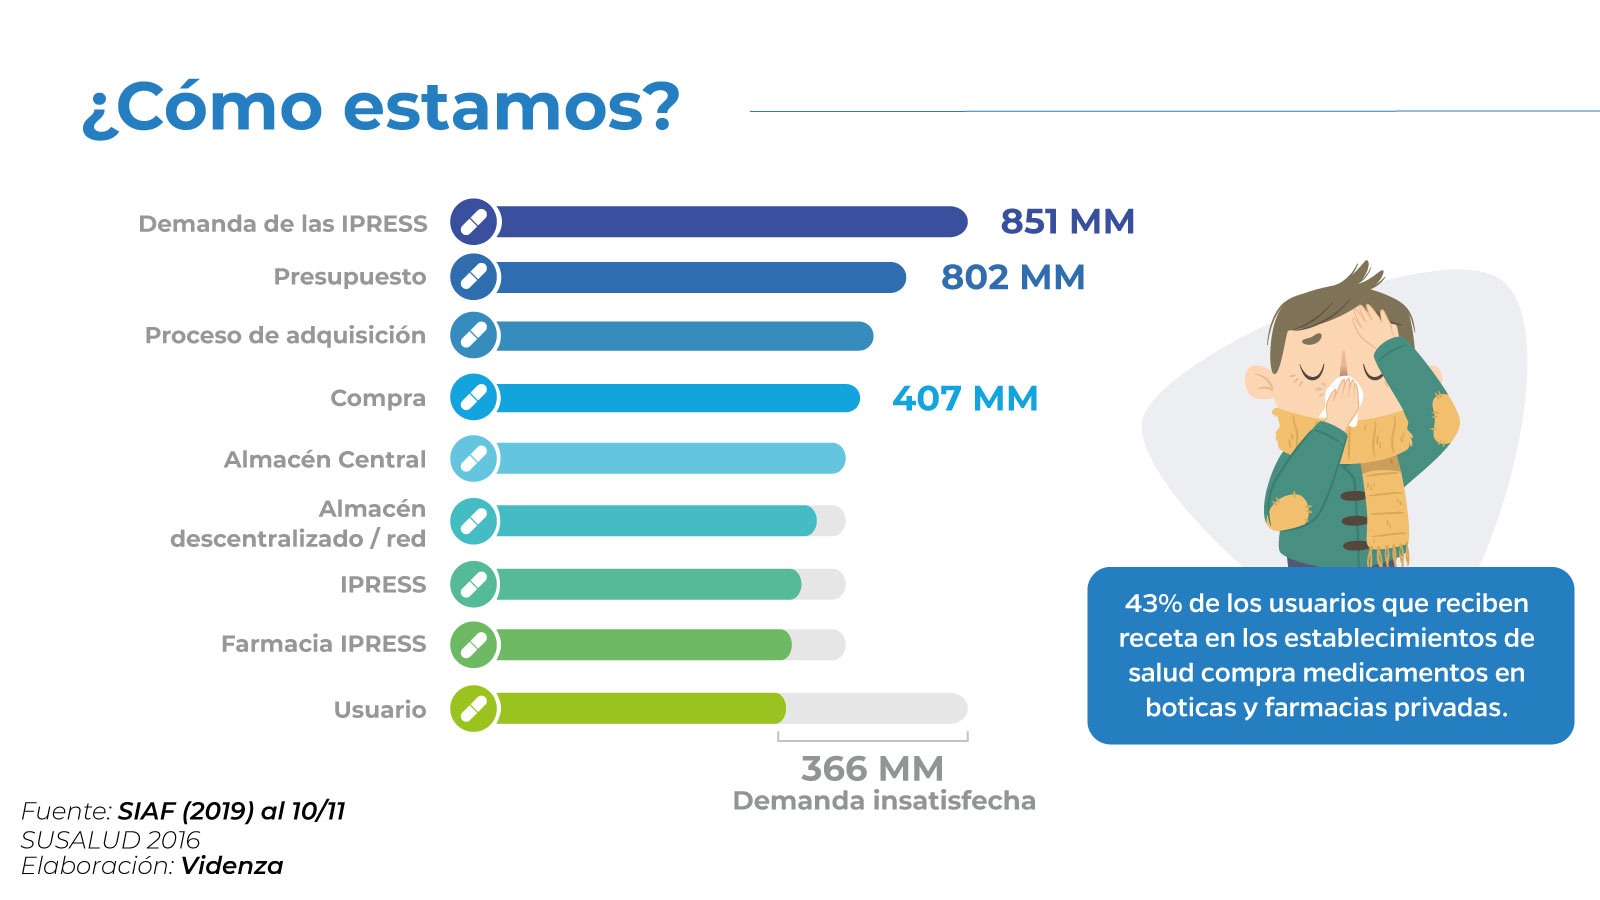 ¿Cómo estamos?
Demanda de las IPRESS
851 MM
Presupuesto
802 MM
Proceso de adquisición
Compra
407 MM
Almacén Central
Almacén
descentralizado / red
IPRESS
Farmacia IPRESS
Usuario
366 MM
Demanda insatisfecha
43% de los usuarios que reciben
receta en los establecimientos de
salud compra medicamentos en
boticas y farmacias privadas.
Fuente: SIAF (2019) al 10/11
SUSALUD 2016
Elaboración: Videnza